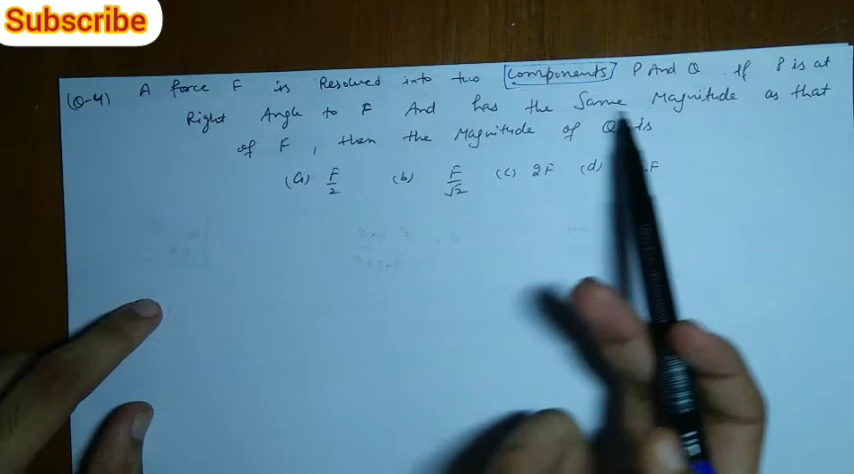 Subscribe
(Q-4) A force F is Resolved into two [Components] P And Q. If P is at
Right Angle to F And has the Same Magnitude as that
of F, then the Magnitude of Q is
(a) F/2 (b) F/√2 (c) 2F (d) F